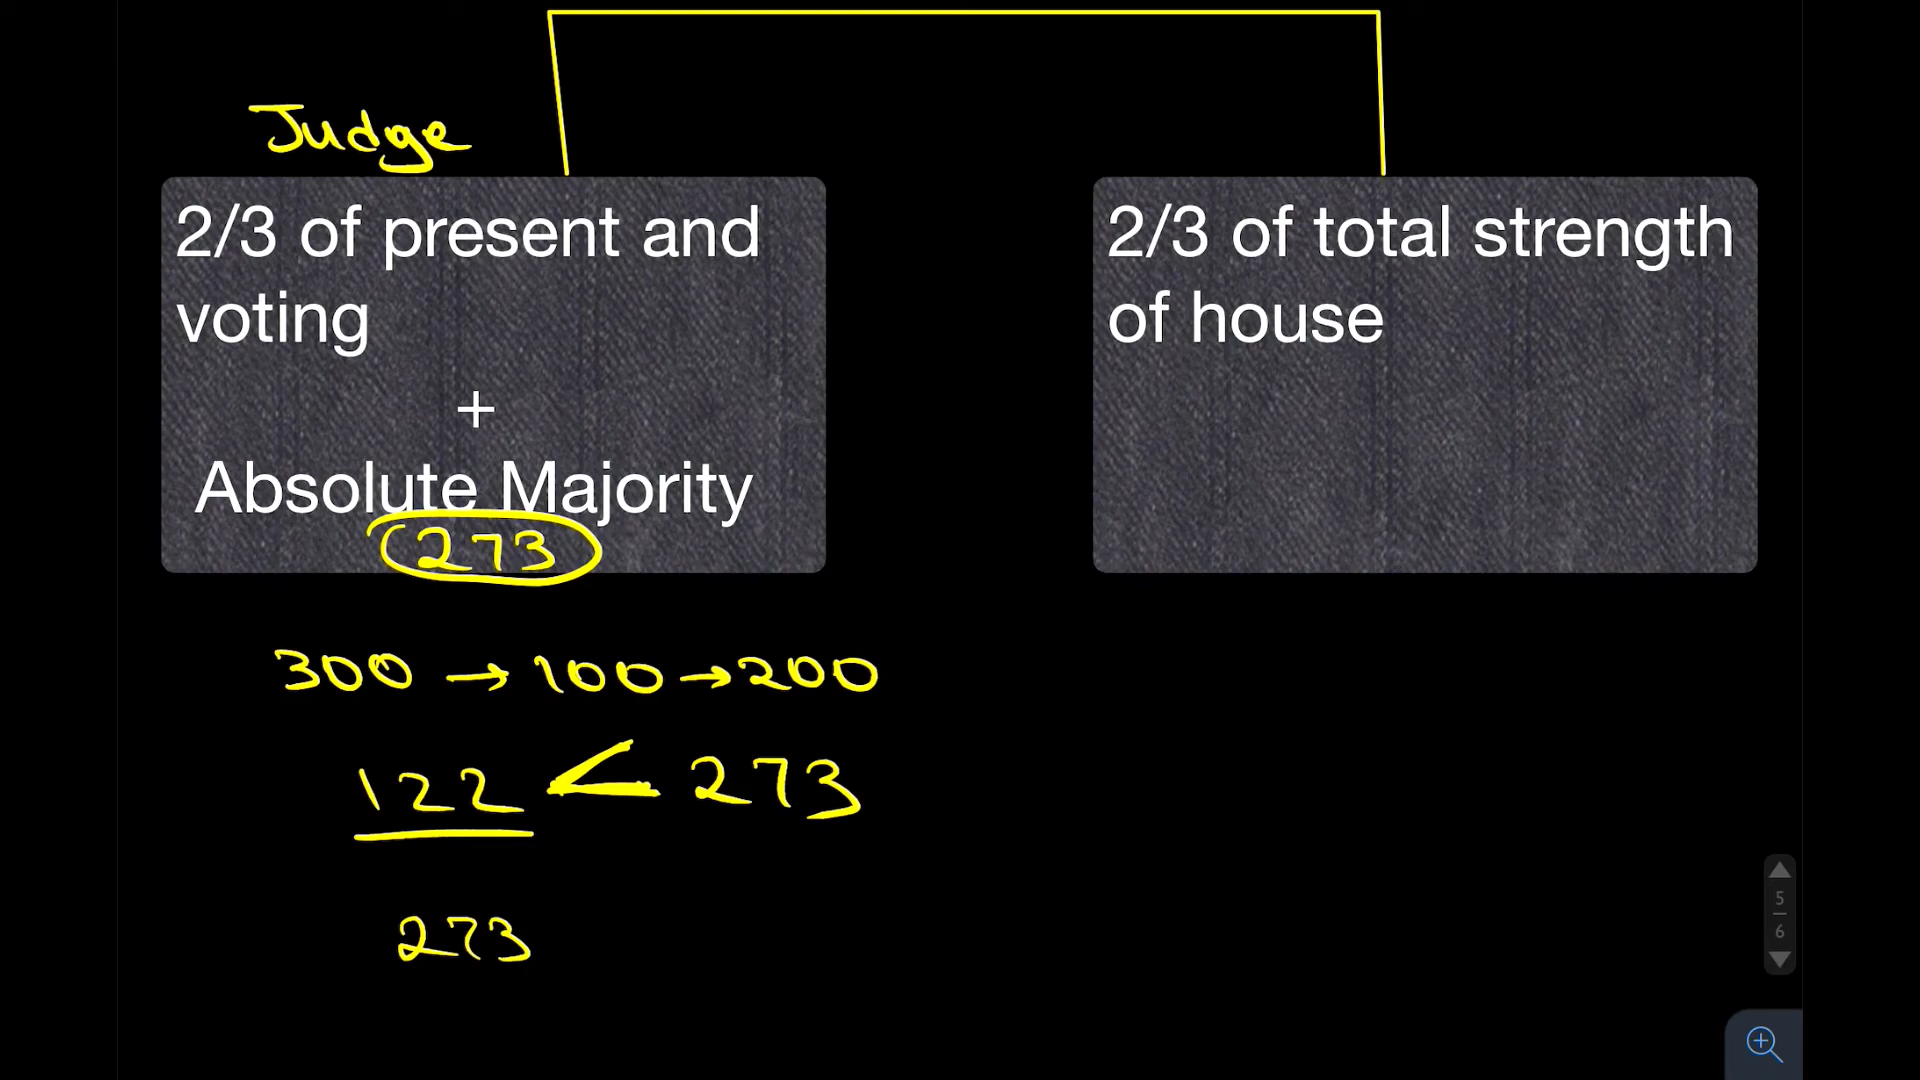 Judge
2/3 of present and
voting
+
Absolute Majority
273
2/3 of total strength
of house
300 → 100 → 200
122 < 273
273
5
6